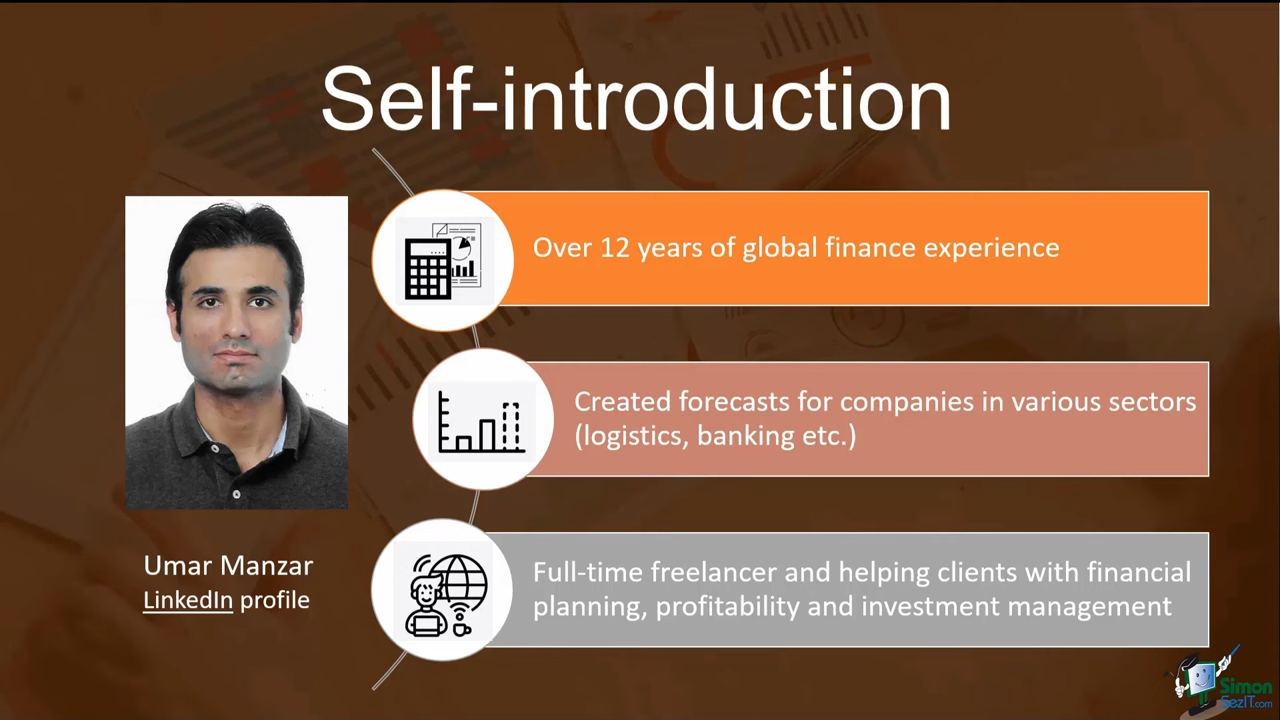 Self-introduction
Over 12 years of global finance experience
Created forecasts for companies in various sectors
(logistics, banking etc.)
Full-time freelancer and helping clients with financial
planning, profitability and investment management
Umar Manzar
LinkedIn profile
Simon
SezIT.com